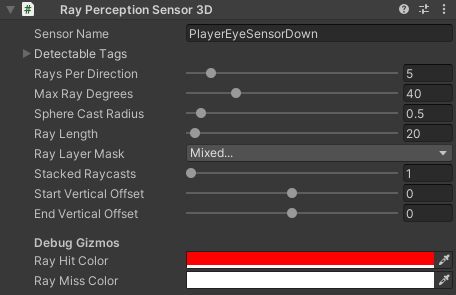 Ray Perception Sensor 3D
Sensor Name PlayerEyeSensorDown
Detectable Tags
Rays Per Direction 5
Max Ray Degrees 40
Sphere Cast Radius 0.5
Ray Length 20
Ray Layer Mask Mixed...
Stacked Raycasts 1
Start Vertical Offset 0
End Vertical Offset 0
Debug Gizmos
Ray Hit Color
Ray Miss Color